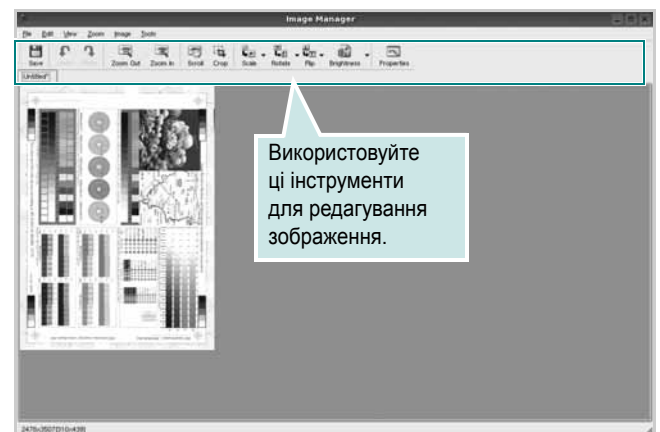 Image Manager
File Edit View Zoom Image Tools
Save Zoom Out Zoom In Scroll Crop Scale Rotate Flip Brightness Properties
Untitled*
Використовуйте
ці інструменти
для редагування
зображення.